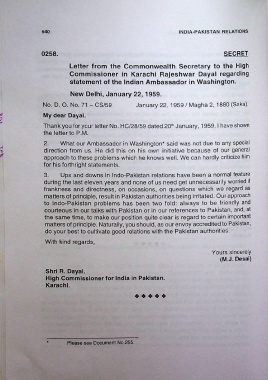 640 INDIA-PAKISTAN RELATIONS
0258. SECRET
Letter from the Commonwealth Secretary to the High
Commissioner in Karachi Rajeshwar Dayal regarding
statement of the Indian Ambassador in Washington.
New Delhi, January 22, 1959.
No. D. O. No. 71 – CS/59 January 22, 1959 / Magha 2, 1880 (Saka)
My dear Dayal.
Thank you for your letter No. HC/28/59 dated 20th January, 1959. I have shown
the letter to P.M.
2. What our Ambassador in Washington* said was not due to any special
direction from us. He did this on his own initiative because of our general
approach to these problems which he knows well. We can hardly criticize him
for his forthright statements.
3. Ups and downs in Indo-Pakistan relations have been a normal feature
during the last eleven years and none of us need get unnecessarily worried if
frankness and directness, on occasions, on questions which we regard as
matters of principle, result in Pakistan authorities being irritated. Our approach
to Indo-Pakistan problems has been two fold: always to be friendly and
courteous in our talks with Pakistan or in our references to Pakistan, and, at
the same time, to make our position quite clear in regard to certain important
matters of principle. Naturally, you should, as our envoy accredited to Pakistan,
do your best to cultivate good relations with the Pakistan authorities.
With kind regards,
Yours sincerely
(M.J. Desai)
Shri R. Dayal,
High Commissioner for India in Pakistan.
Karachi.
* Please see Document No.255.